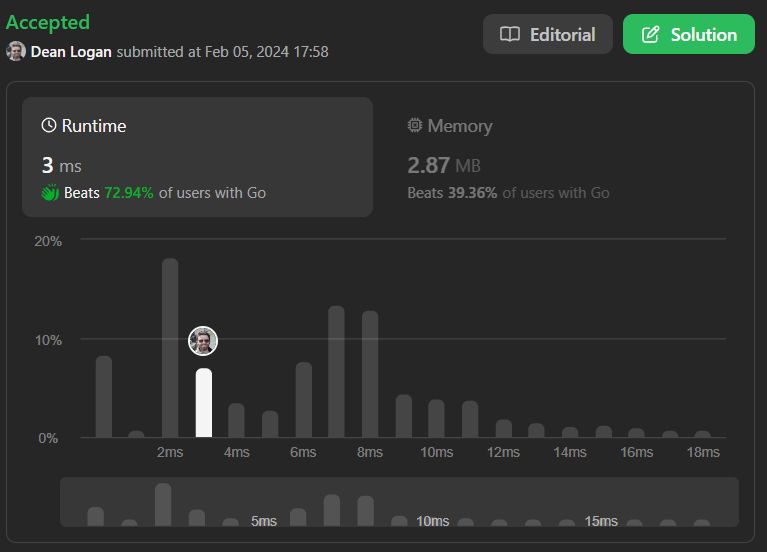 Accepted
Dean Logan submitted at Feb 05, 2024 17:58
Editorial
Solution
Runtime
3 ms
Beats 72.94% of users with Go
Memory
2.87 MB
Beats 39.36% of users with Go
20%
10%
0%
2ms 4ms 6ms 8ms 10ms 12ms 14ms 16ms 18ms
5ms 10ms 15ms